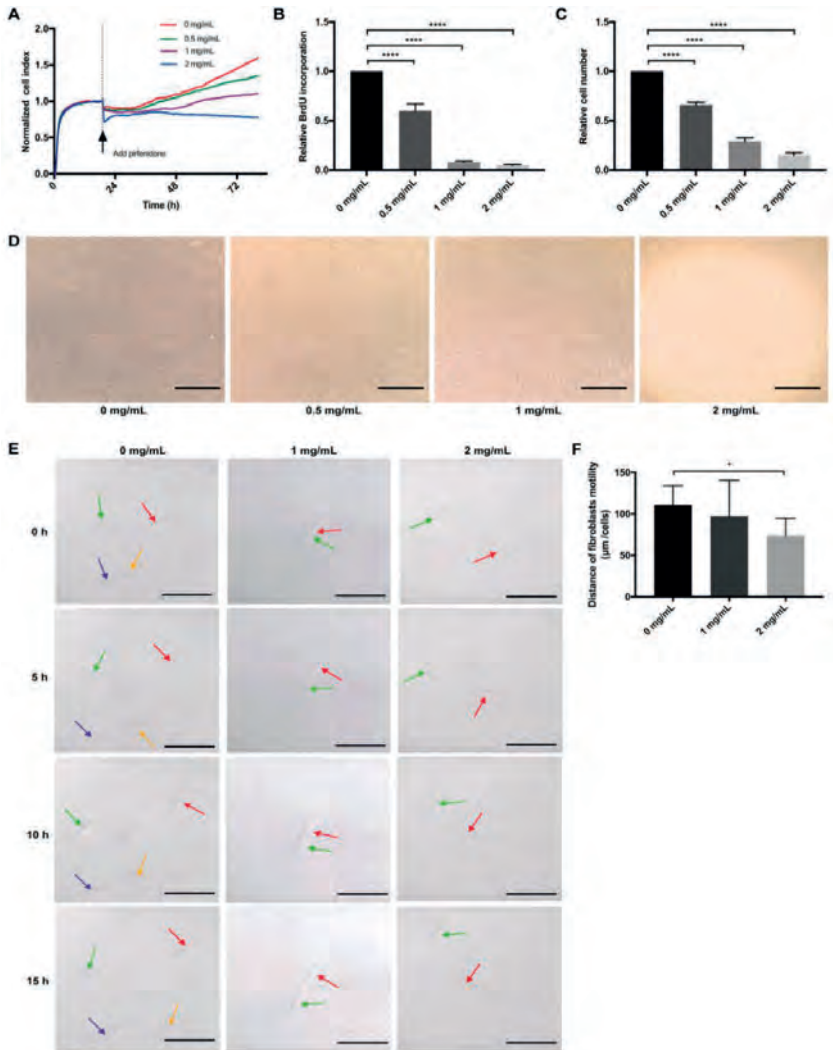 A
Normalized cell index
2.0
1.5
1.0
0.5
0.0
0 mg/mL
0.5 mg/mL
1 mg/mL
2 mg/mL
Add pirfenidone
0
24
48
72
Time (h)
B
Relative BrdU incorporation
****
****
****
1.5
1.0
0.5
0.0
0 mg/mL
0.5 mg/mL
1 mg/mL
2 mg/mL
C
Relative cell number
****
****
****
1.5
1.0
0.5
0.0
0 mg/mL
0.5 mg/mL
1 mg/mL
2 mg/mL
D
0 mg/mL
0.5 mg/mL
1 mg/mL
2 mg/mL
E
0 mg/mL
1 mg/mL
2 mg/mL
0 h
5 h
10 h
15 h
F
Distance of fibroblasts motility
(µm /cells)
*
150
100
50
0
0 mg/mL
1 mg/mL
2 mg/mL